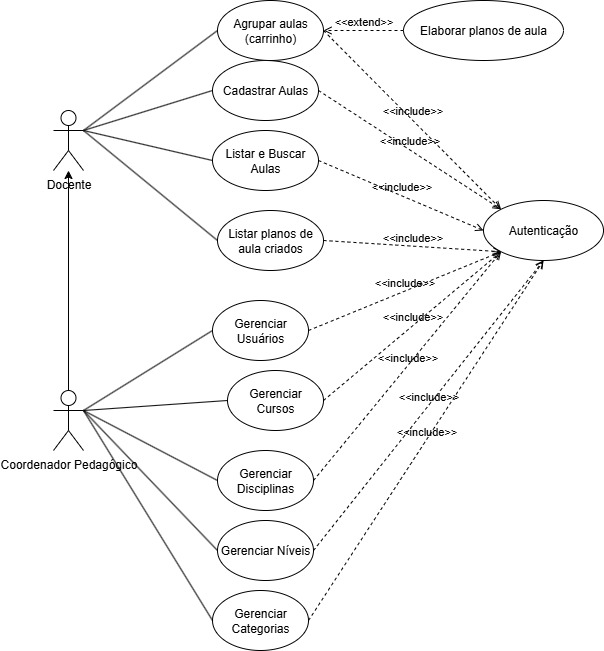 Agrupar aulas
(carrinho)
<<extend>>
Elaborar planos de aula
Cadastrar Aulas
<<include>>
<<include>>
Listar e Buscar
Aulas
<<include>>
Docente
Listar planos de
aula criados
<<include>>
Autenticação
<<include>>
Gerenciar
Usuários
<<include>>
<<include>>
Gerenciar
Cursos
<<include>>
<<include>>
Coordenador Pedagógico
Gerenciar
Disciplinas
Gerenciar Níveis
Gerenciar
Categorias